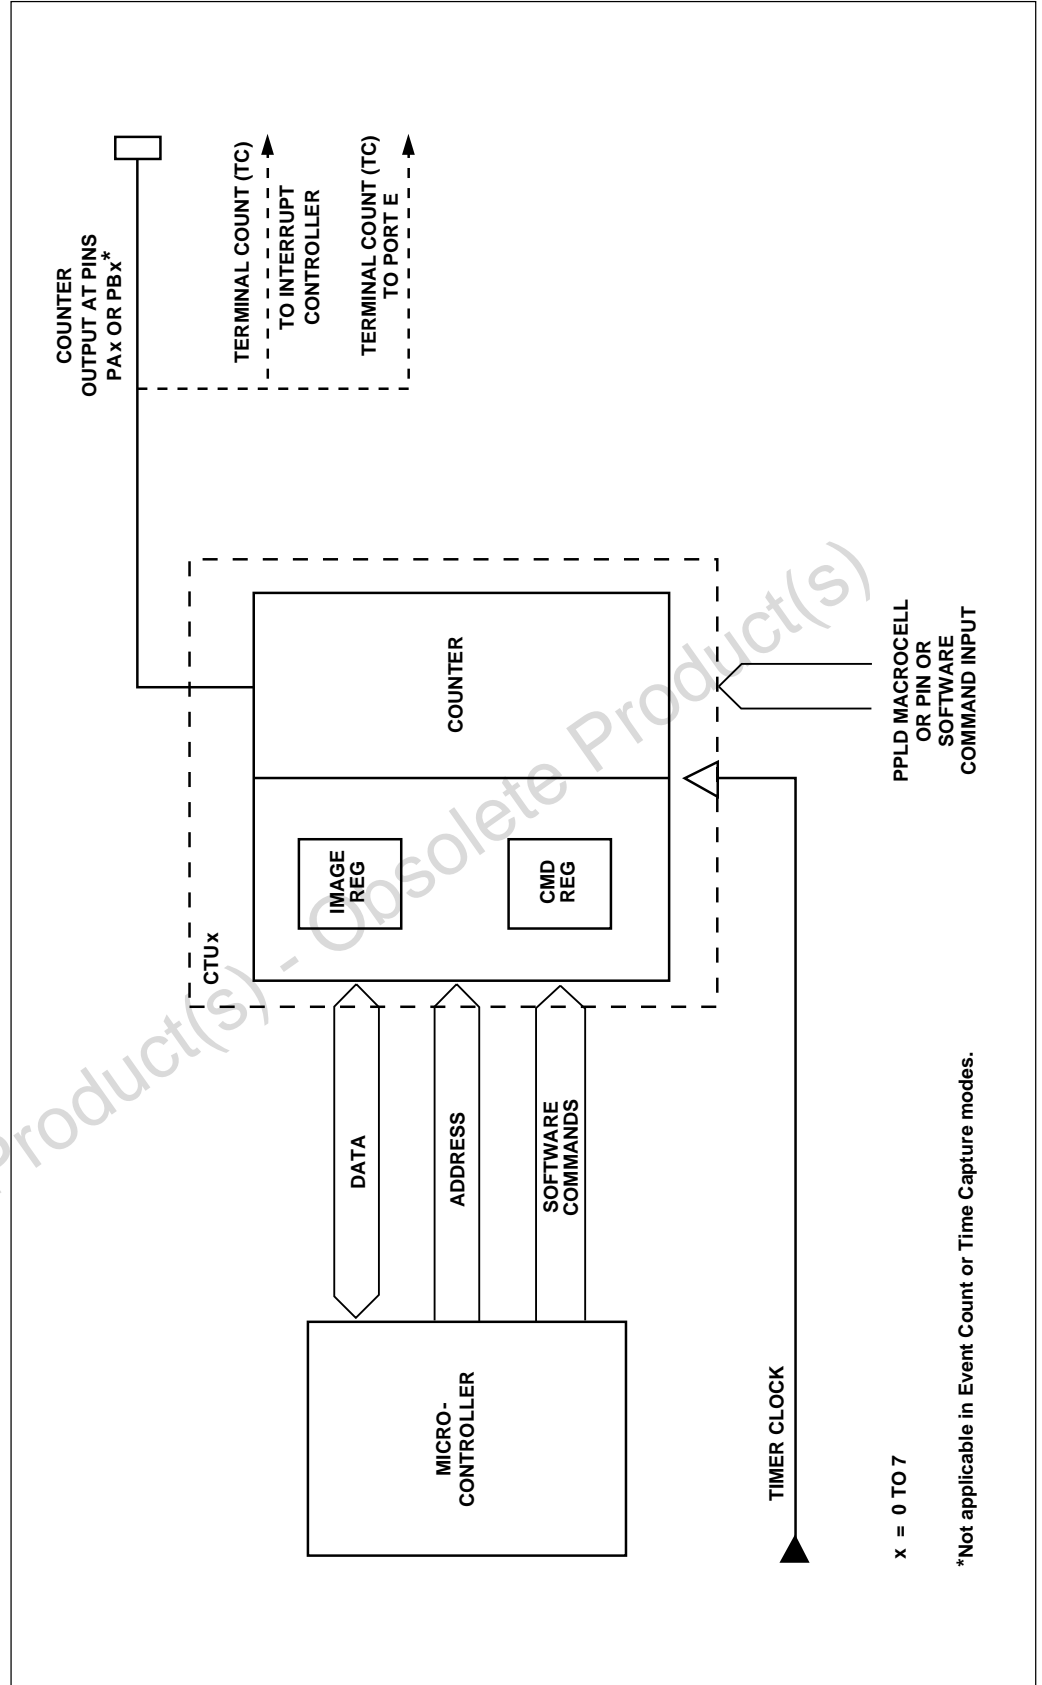 COUNTER
OUTPUT AT PINS
PAx OR PBx*
TERMINAL COUNT (TC)
TO INTERRUPT
CONTROLLER
TERMINAL COUNT (TC)
TO PORT E
CTUx
IMAGE
REG
CMD
REG
COUNTER
DATA
ADDRESS
SOFTWARE
COMMANDS
MICRO-
CONTROLLER
PPLD MACROCELL
OR PIN OR
SOFTWARE
COMMAND INPUT
TIMER CLOCK
x = 0 TO 7
*Not applicable in Event Count or Time Capture modes.
Product(s) - Obsolete Product(s)